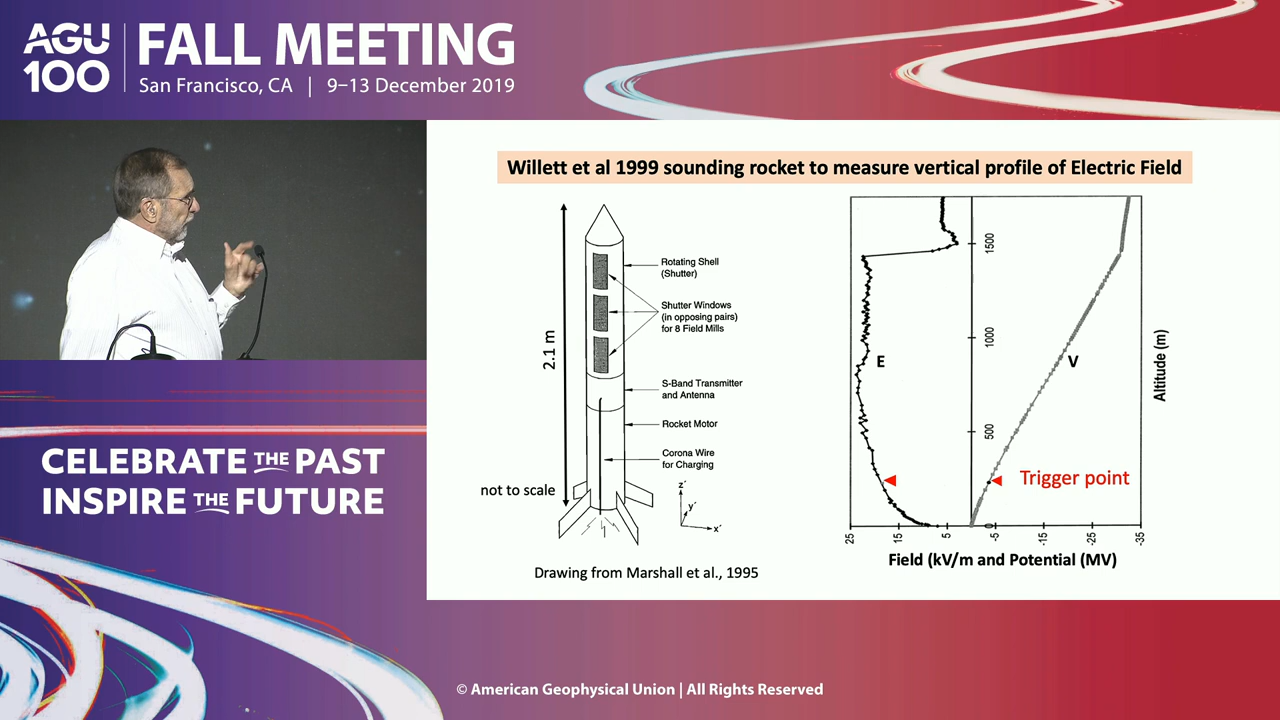 AGU
100
FALL MEETING
San Francisco, CA | 9–13 December 2019
Willett et al 1999 sounding rocket to measure vertical profile of Electric Field
2.1 m
not to scale
Rotating Shell
(Shutter)
Shutter Windows
(in opposing pairs)
for 8 Field Mills
S-Band Transmitter
and Antenna
Rocket Motor
Corona Wire
for Charging
z´
y´
x´
Drawing from Marshall et al., 1995
E
V
Trigger point
1500
1000
500
0
Altitude (m)
25
15
5
-5
-15
-25
-35
Field (kV/m and Potential (MV)
CELEBRATE THE PAST
INSPIRE THE FUTURE
© American Geophysical Union | All Rights Reserved